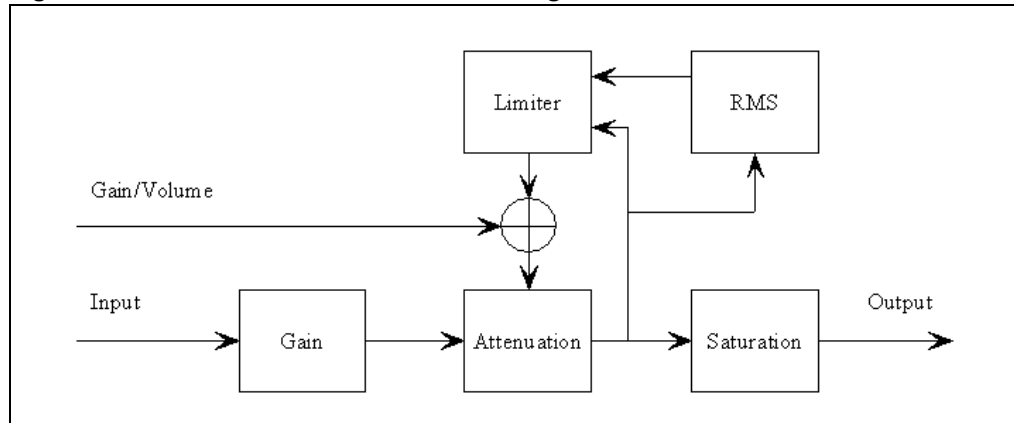 Limiter
RMS
Gain/Volume
Input
Output
Gain
Attenuation
Saturation